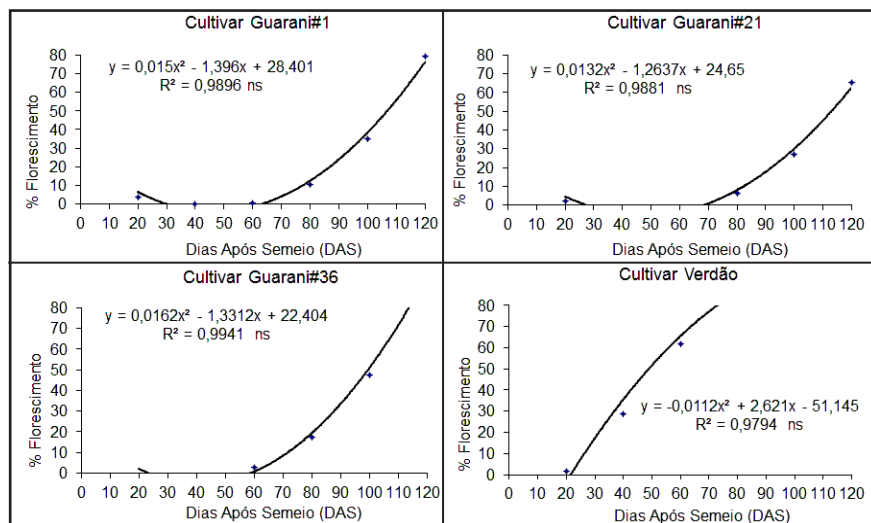 Cultivar Guarani#1
y = 0,015x² - 1,396x + 28,401
R² = 0,9896 ns
% Florescimento
80
70
60
50
40
30
20
10
0
0 10 20 30 40 50 60 70 80 90 100 110 120
Dias Após Semeio (DAS)
Cultivar Guarani#21
y = 0,0132x² - 1,2637x + 24,65
R² = 0,9881 ns
% Florescimento
80
70
60
50
40
30
20
10
0
0 10 20 30 40 50 60 70 80 90 100 110 120
Dias Após Semeio (DAS)
Cultivar Guarani#36
y = 0,0162x² - 1,3312x + 22,404
R² = 0,9941 ns
% Florescimento
80
70
60
50
40
30
20
10
0
0 10 20 30 40 50 60 70 80 90 100 110 120
Dias Após Semeio (DAS)
Cultivar Verdão
y = -0,0112x² + 2,621x - 51,145
R² = 0,9794 ns
% Florescimento
80
70
60
50
40
30
20
10
0
0 10 20 30 40 50 60 70 80 90 100 110 120
Dias Após Semeio (DAS)